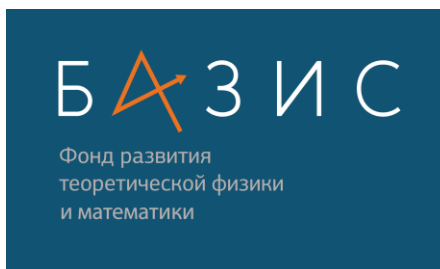 БАЗИС
Фонд развития
теоретической физики
и математики